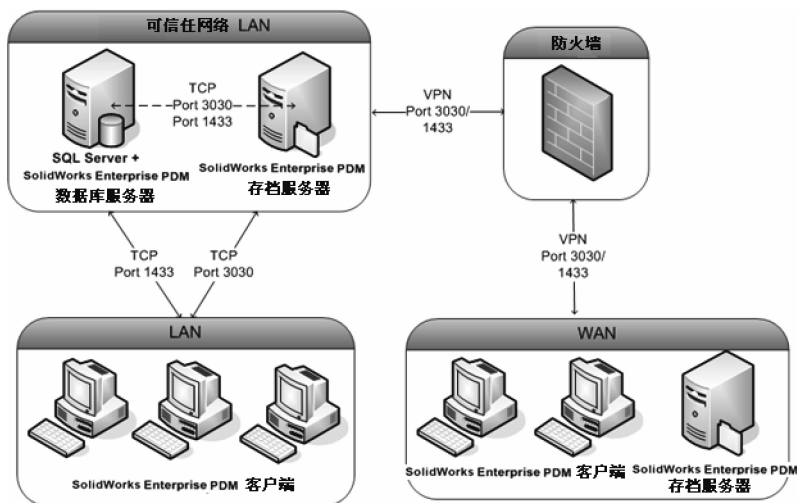 可信任网络 LAN
TCP
Port 3030
Port 1433
SQL Server +
SolidWorks Enterprise PDM
数据库服务器
SolidWorks Enterprise PDM
存档服务器
VPN
Port 3030/
1433
防火墙
TCP
Port 1433
TCP
Port 3030
VPN
Port 3030/
1433
LAN
SolidWorks Enterprise PDM 客户端
WAN
SolidWorks Enterprise PDM 客户端
SolidWorks Enterprise PDM
存档服务器